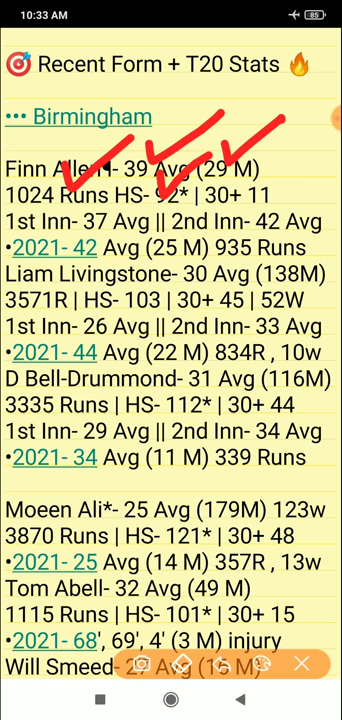 10:33 AM
85
🎯 Recent Form + T20 Stats 🔥
••• Birmingham
Finn Allen¶- 39 Avg (29 M)
1024 Runs HS- 92* | 30+ 11
1st Inn- 37 Avg || 2nd Inn- 42 Avg
•2021- 42 Avg (25 M) 935 Runs
Liam Livingstone- 30 Avg (138M)
3571R | HS- 103 | 30+ 45 | 52W
1st Inn- 26 Avg || 2nd Inn- 33 Avg
•2021- 44 Avg (22 M) 834R , 10w
D Bell-Drummond- 31 Avg (116M)
3335 Runs | HS- 112* | 30+ 44
1st Inn- 29 Avg || 2nd Inn- 34 Avg
•2021- 34 Avg (11 M) 339 Runs
Moeen Ali*- 25 Avg (179M) 123w
3870 Runs | HS- 121* | 30+ 48
•2021- 25 Avg (14 M) 357R , 13w
Tom Abell- 32 Avg (49 M)
1115 Runs | HS- 101* | 30+ 15
•2021- 68', 69', 4' (3 M) injury
Will Smeed- 27 Avg (15 M)